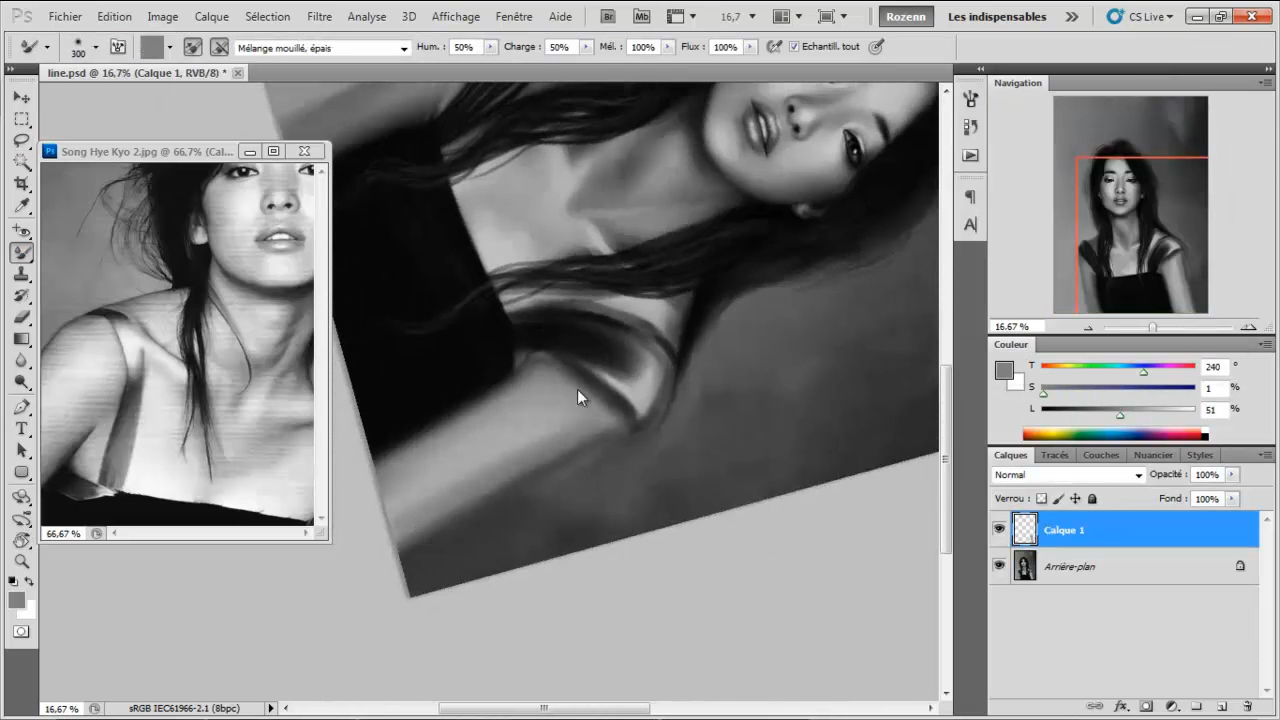 Ps Fichier Edition Image Calque Sélection Filtre Analyse 3D Affichage Fenêtre Aide Br Mb 16,7 Rozenn Les indispensables CS Live
300 Mélange mouillé, épais Hum. : 50% Charge : 50% Mél. : 100% Flux : 100% Echantill. tout
line.psd @ 16,7% (Calque 1, RVB/8) *
Navigation
Ps Song Hye Kyo 2.jpg @ 66,7% (Cal...
A
16.67 %
Couleur
T 240 °
S 1 %
L 51 %
Calques Tracés Couches Nuancier Styles
Normal Opacité : 100%
Verrou : Fond : 100%
Calque 1
66,67 %
Arrière-plan
T
16,67 % sRGB IEC61966-2.1 (8bpc)
fx